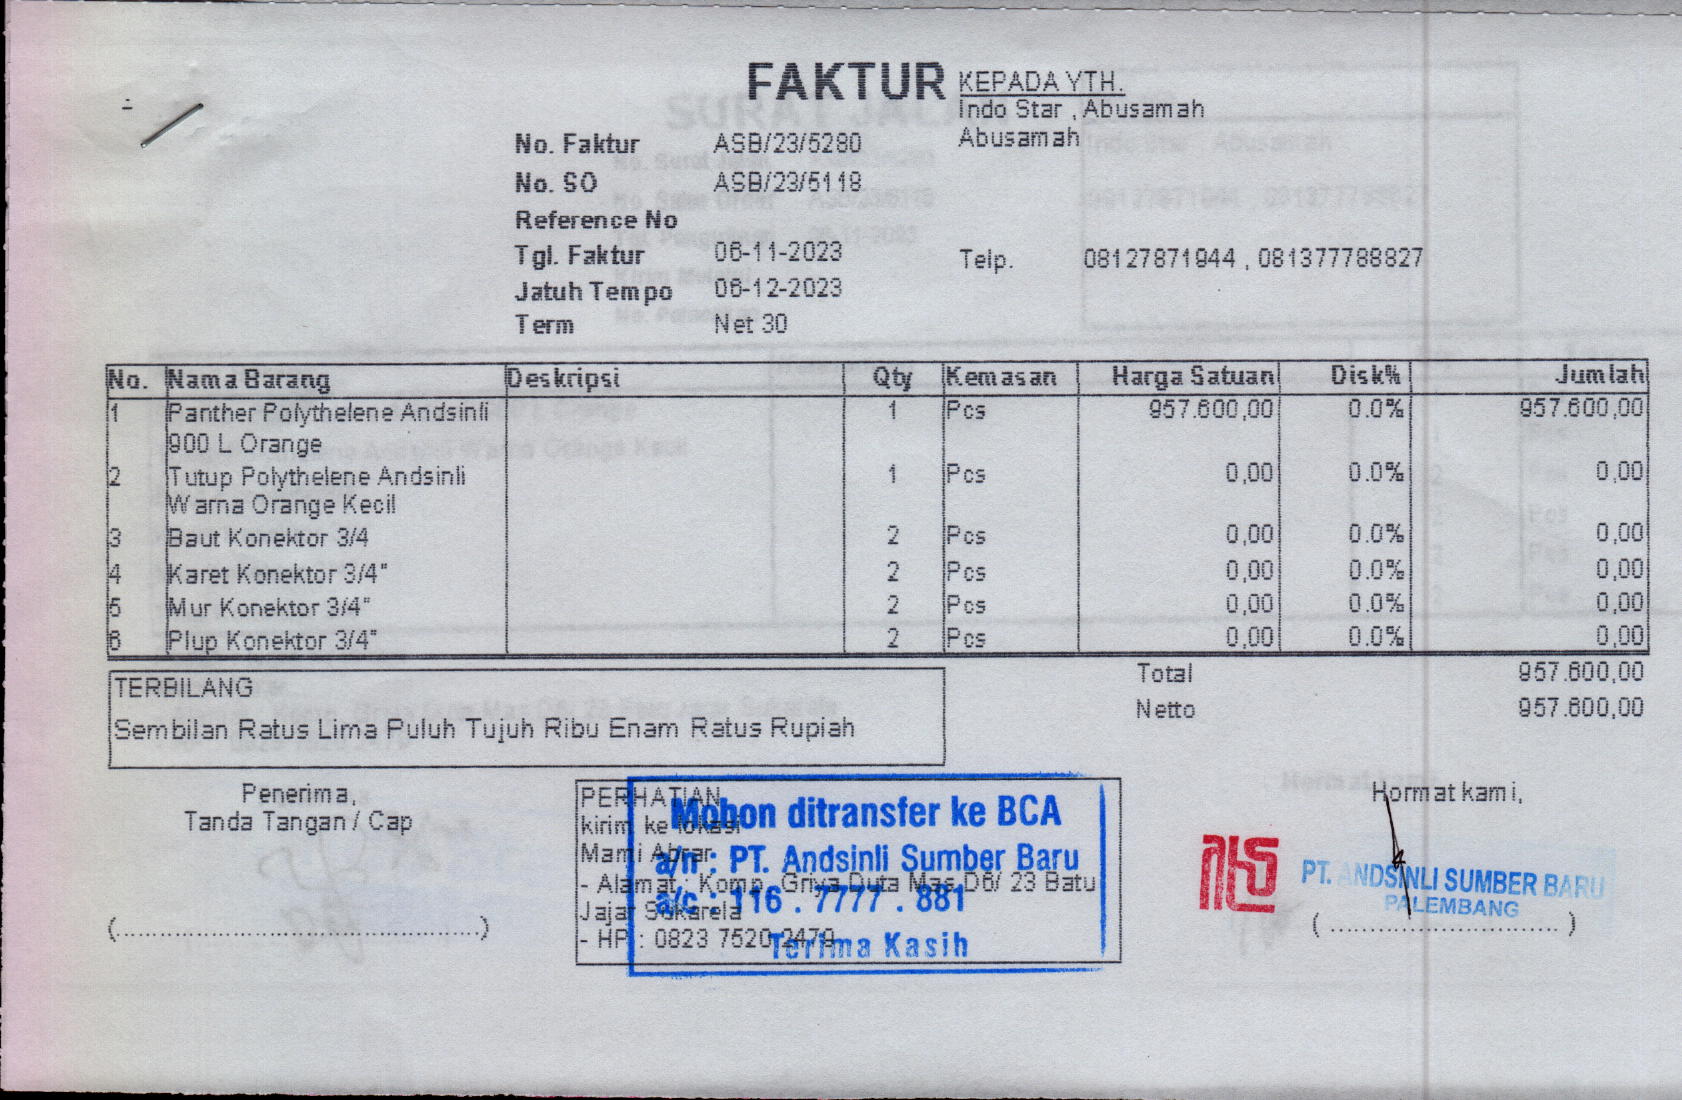 FAKTUR
KEPADA YTH.
Indo Star , Abusamah
Abusamah
No. Faktur ASB/23/5280
No. SO ASB/23/5118
Reference No
Tgl. Faktur 06-11-2023
Telp. 08127871944 , 081377788827
Jatuh Tempo 06-12-2023
Term Net 30
No. Nama Barang Deskripsi Qty Kemasan Harga Satuan Disk% Jumlah
1 Panther Polythelene Andsinli 1 Pcs 957.600,00 0.0% 957.600,00
900 L Orange
2 Tutup Polythelene Andsinli 1 Pcs 0,00 0.0% 0,00
Warna Orange Kecil
3 Baut Konektor 3/4 2 Pcs 0,00 0.0% 0,00
4 Karet Konektor 3/4" 2 Pcs 0,00 0.0% 0,00
5 Mur Konektor 3/4" 2 Pcs 0,00 0.0% 0,00
6 Plup Konektor 3/4" 2 Pcs 0,00 0.0% 0,00
Total 957.600,00
Netto 957.600,00
TERBILANG
Sembilan Ratus Lima Puluh Tujuh Ribu Enam Ratus Rupiah
Penerima,
Tanda Tangan / Cap
(................................................)
PERHATIAN
kirim ke lokasi
Mami Abrar
- Alamat : Komp. Griya Duta Mas D6/ 23 Batu
Jajar Sukarela
- HP : 0823 7520 2479
Mohon ditransfer ke BCA
a/n : PT. Andsinli Sumber Baru
a/c : 116 . 7777 . 881
Terima Kasih
Hormat kami,
PT. ANDSINLI SUMBER BARU
PALEMBANG
( .............................. )